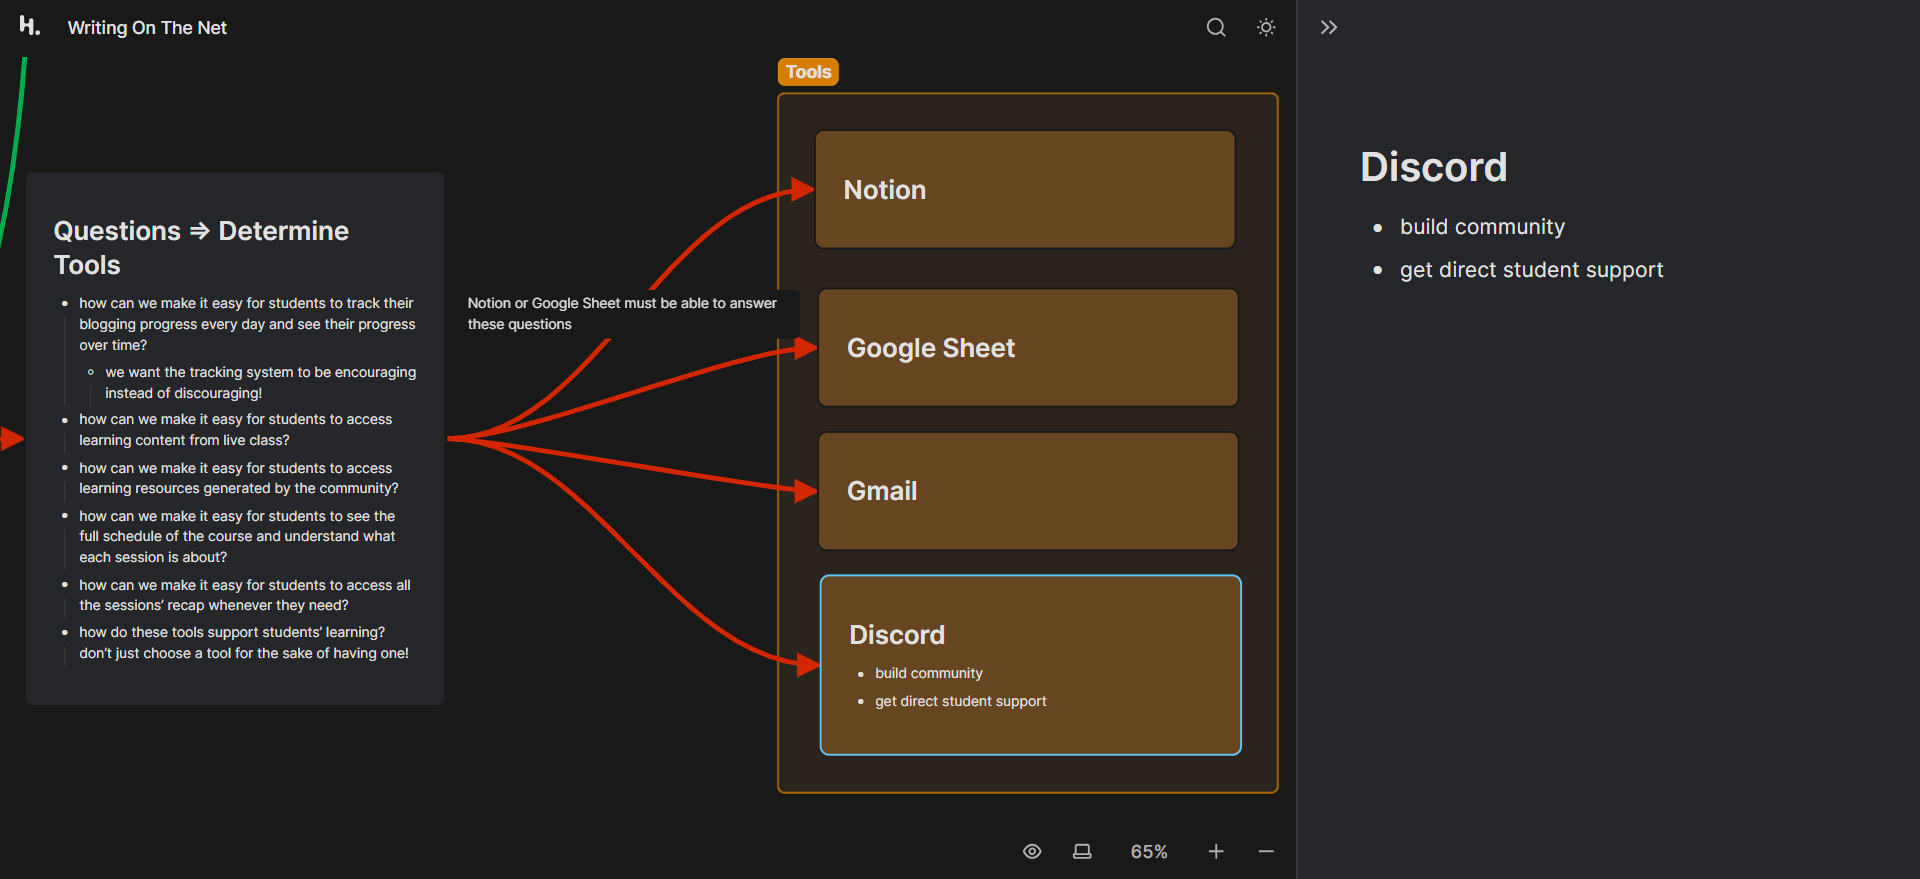 H.
Writing On The Net
Tools
Questions ⇒ Determine
Tools
• how can we make it easy for students to track their
blogging progress every day and see their progress
over time?
◦ we want the tracking system to be encouraging
instead of discouraging!
• how can we make it easy for students to access
learning content from live class?
• how can we make it easy for students to access
learning resources generated by the community?
• how can we make it easy for students to see the
full schedule of the course and understand what
each session is about?
• how can we make it easy for students to access all
the sessions’ recap whenever they need?
• how do these tools support students’ learning?
don’t just choose a tool for the sake of having one!
Notion or Google Sheet must be able to answer
these questions
Notion
Google Sheet
Gmail
Discord
• build community
• get direct student support
65%
Discord
• build community
• get direct student support